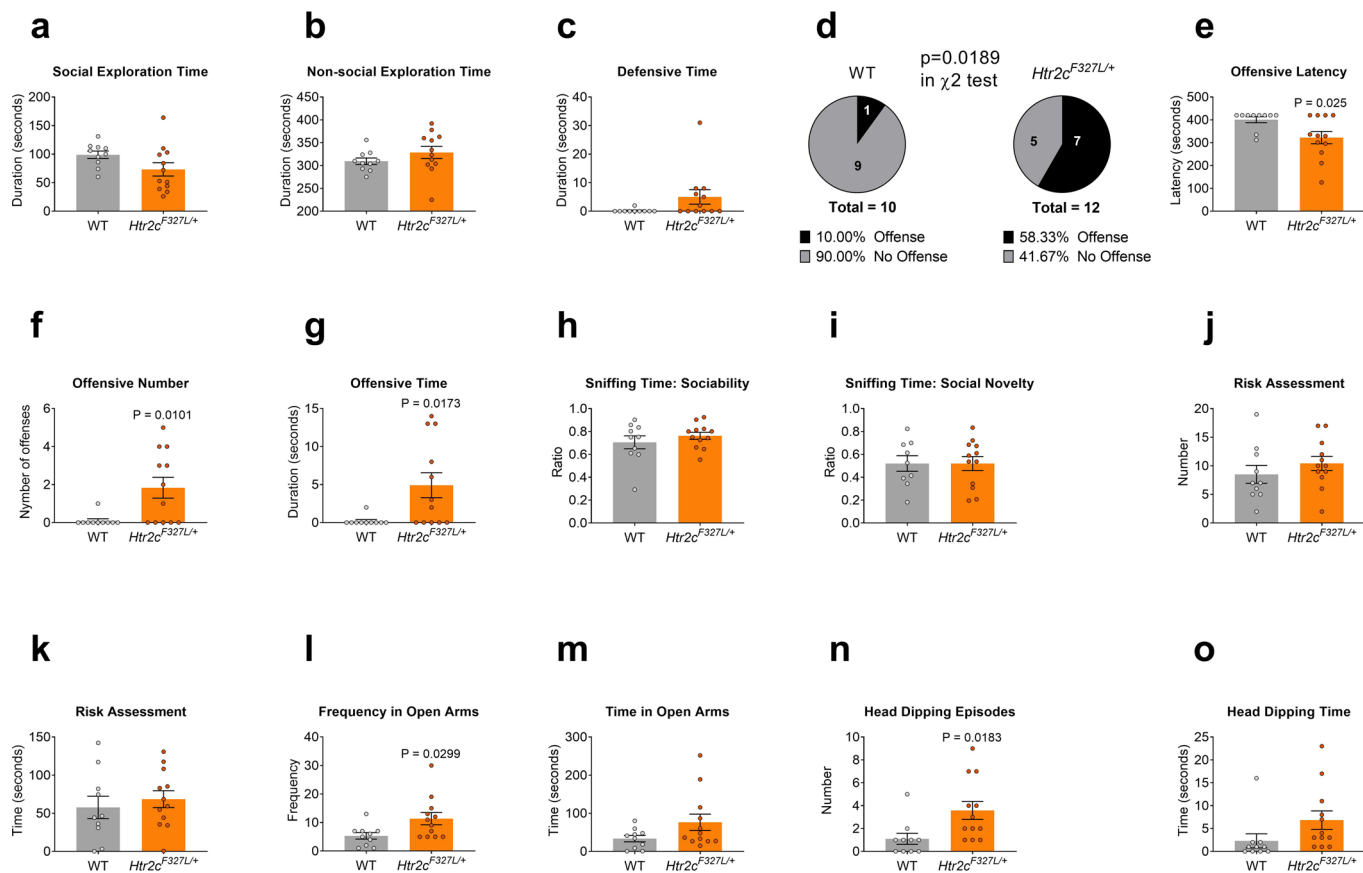 a
Social Exploration Time
Duration (seconds)
200
150
100
50
0
WT
Htr2c^F327L/+
b
Non-social Exploration Time
Duration (seconds)
450
400
350
300
250
200
WT
Htr2c^F327L/+
c
Defensive Time
Duration (seconds)
40
30
20
10
0
WT
Htr2c^F327L/+
d
p=0.0189
in χ2 test
WT
1
9
Total = 10
10.00% Offense
90.00% No Offense
Htr2c^F327L/+
5
7
Total = 12
58.33% Offense
41.67% No Offense
e
Offensive Latency
P = 0.025
Latency (seconds)
500
400
300
200
100
0
WT
Htr2c^F327L/+
f
Offensive Number
P = 0.0101
Nymber of offenses
6
4
2
0
WT
Htr2c^F327L/+
g
Offensive Time
P = 0.0173
Duration (seconds)
15
10
5
0
WT
Htr2c^F327L/+
h
Sniffing Time: Sociability
Ratio
1.0
0.8
0.6
0.4
0.2
0.0
WT
Htr2c^F327L/+
i
Sniffing Time: Social Novelty
Ratio
1.0
0.8
0.6
0.4
0.2
0.0
WT
Htr2c^F327L/+
j
Risk Assessment
Number
20
15
10
5
0
WT
Htr2c^F327L/+
k
Risk Assessment
Time (seconds)
150
100
50
0
WT
Htr2c^F327L/+
l
Frequency in Open Arms
P = 0.0299
Frequency
40
30
20
10
0
WT
Htr2c^F327L/+
m
Time in Open Arms
Time (seconds)
300
200
100
0
WT
Htr2c^F327L/+
n
Head Dipping Episodes
P = 0.0183
Number
10
8
6
4
2
0
WT
Htr2c^F327L/+
o
Head Dipping Time
Time (seconds)
25
20
15
10
5
0
WT
Htr2c^F327L/+